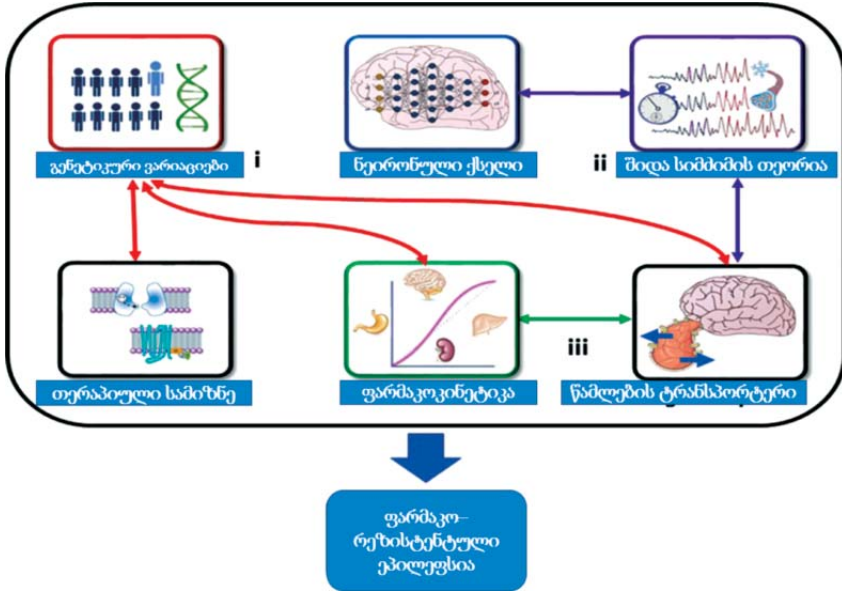 გენეტიკური ვარიაციები
i
ნეირონული ქსელი
ii
შიდა სიმძიმის თეორია
თერაპიული სამიზნე
ფარმაკოკინეტიკა
iii
წამლების ტრანსპორტერი
ფარმაკო–
რეზისტენტული
ეპილეფსია